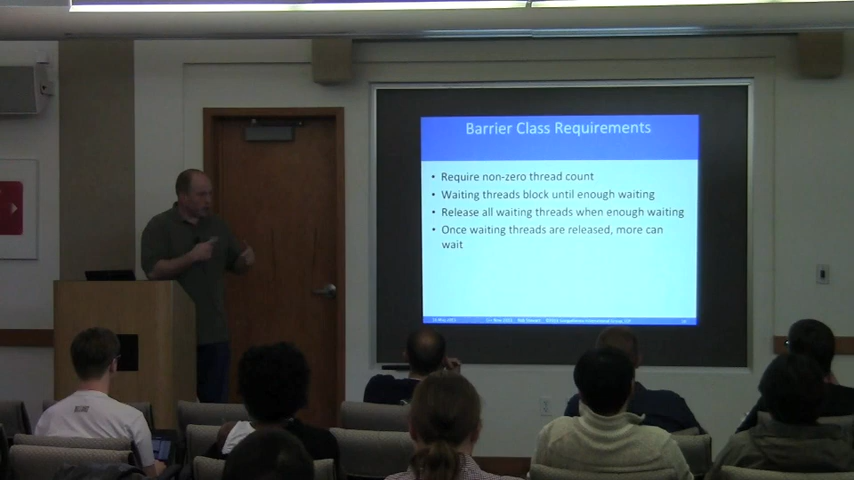 Barrier Class Requirements
• Require non-zero thread count
• Waiting threads block until enough waiting
• Release all waiting threads when enough waiting
• Once waiting threads are released, more can
wait